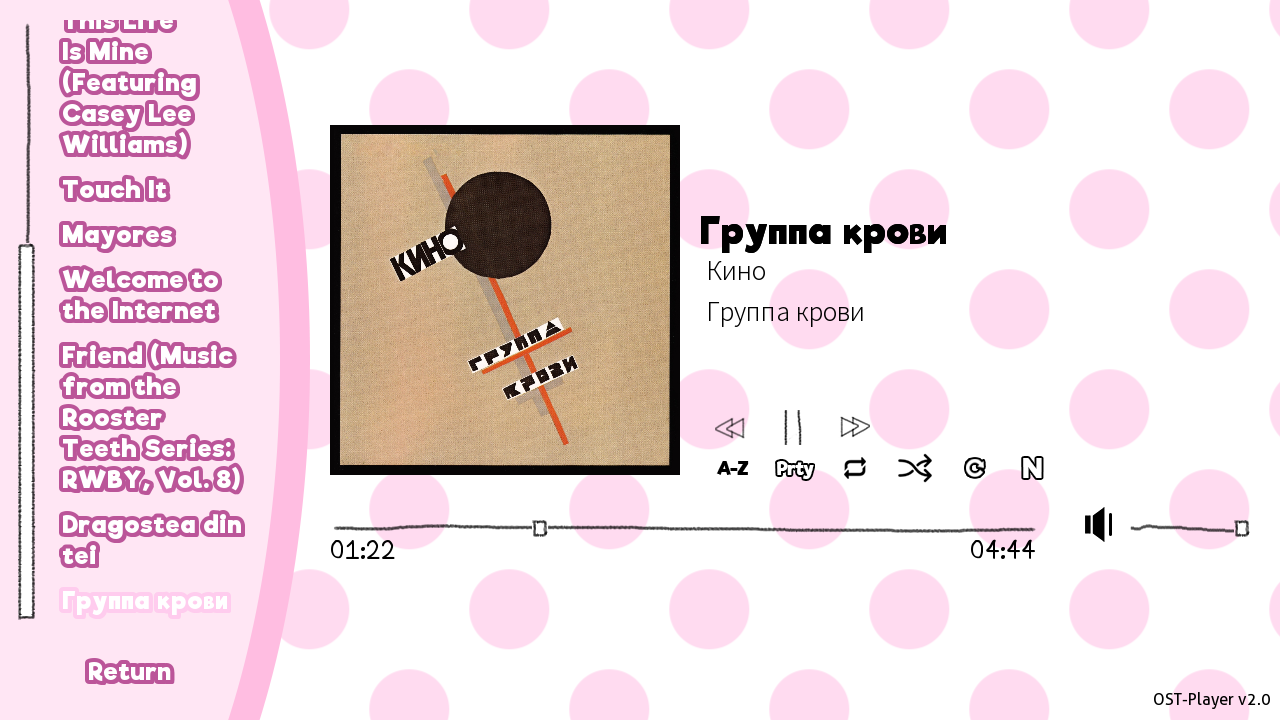 This Life
Is Mine
(Featuring
Casey Lee
Williams)
Touch It
Mayores
Welcome to
the Internet
Friend (Music
from the
Rooster
Teeth Series:
RWBY, Vol. 8)
Dragostea din
tei
Группа крови
Return
КИНО
ГРУППА
КРОВИ
Группа крови
Кино
Группа крови
A-Z
Prty
C
N
01:22
04:44
OST-Player v2.0